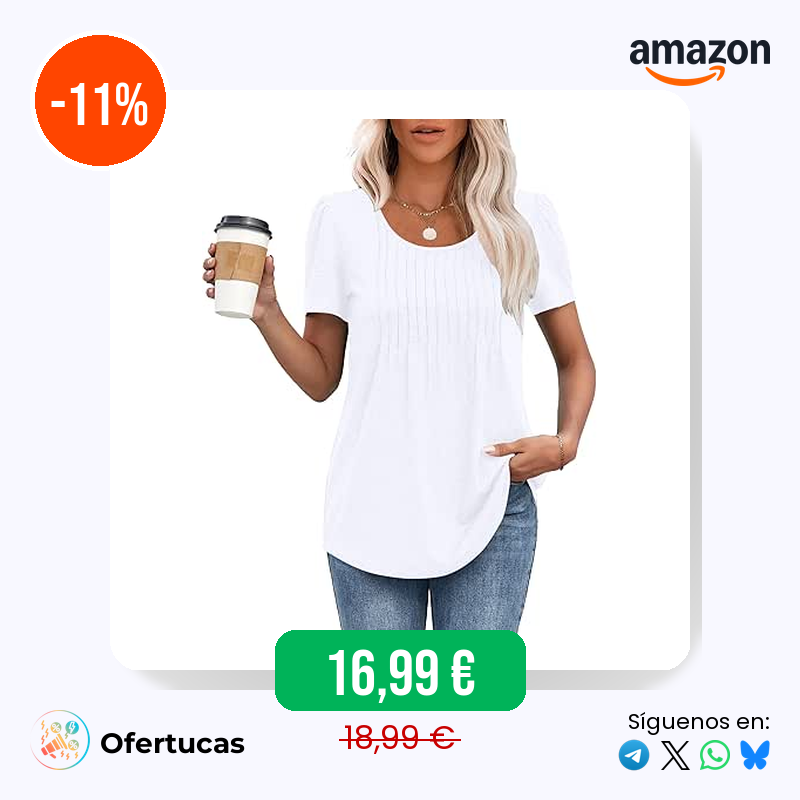 -11%
amazon
16,99 €
18,99 €
Ofertucas
Síguenos en: